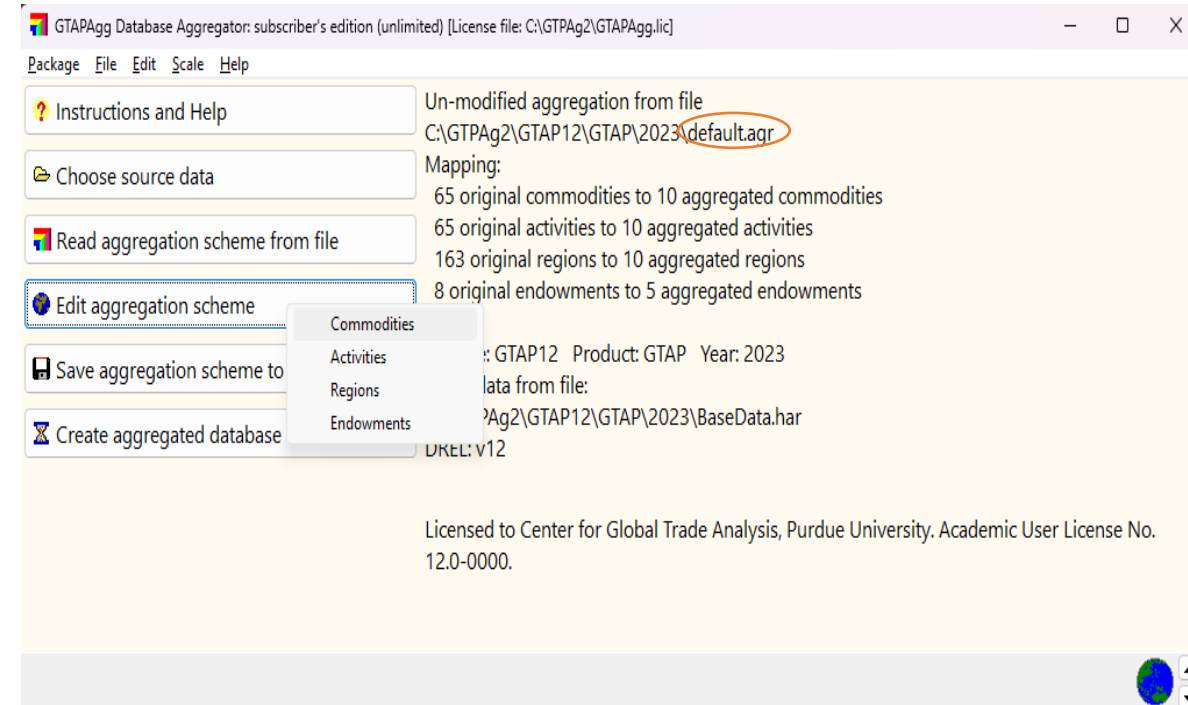 GTAPAgg Database Aggregator: subscriber's edition (unlimited) [License file: C:\GTPAg2\GTAPAgg.lic]
Package File Edit Scale Help
Instructions and Help
Choose source data
Read aggregation scheme from file
Edit aggregation scheme
Save aggregation scheme to
Create aggregated database
Commodities
Activities
Regions
Endowments
Un-modified aggregation from file
C:\GTPAg2\GTAP12\GTAP\2023\default.agr
Mapping:
65 original commodities to 10 aggregated commodities
65 original activities to 10 aggregated activities
163 original regions to 10 aggregated regions
8 original endowments to 5 aggregated endowments
: GTAP12 Product: GTAP Year: 2023
data from file:
PAg2\GTAP12\GTAP\2023\BaseData.har
DREL: v12
Licensed to Center for Global Trade Analysis, Purdue University. Academic User License No.
12.0-0000.